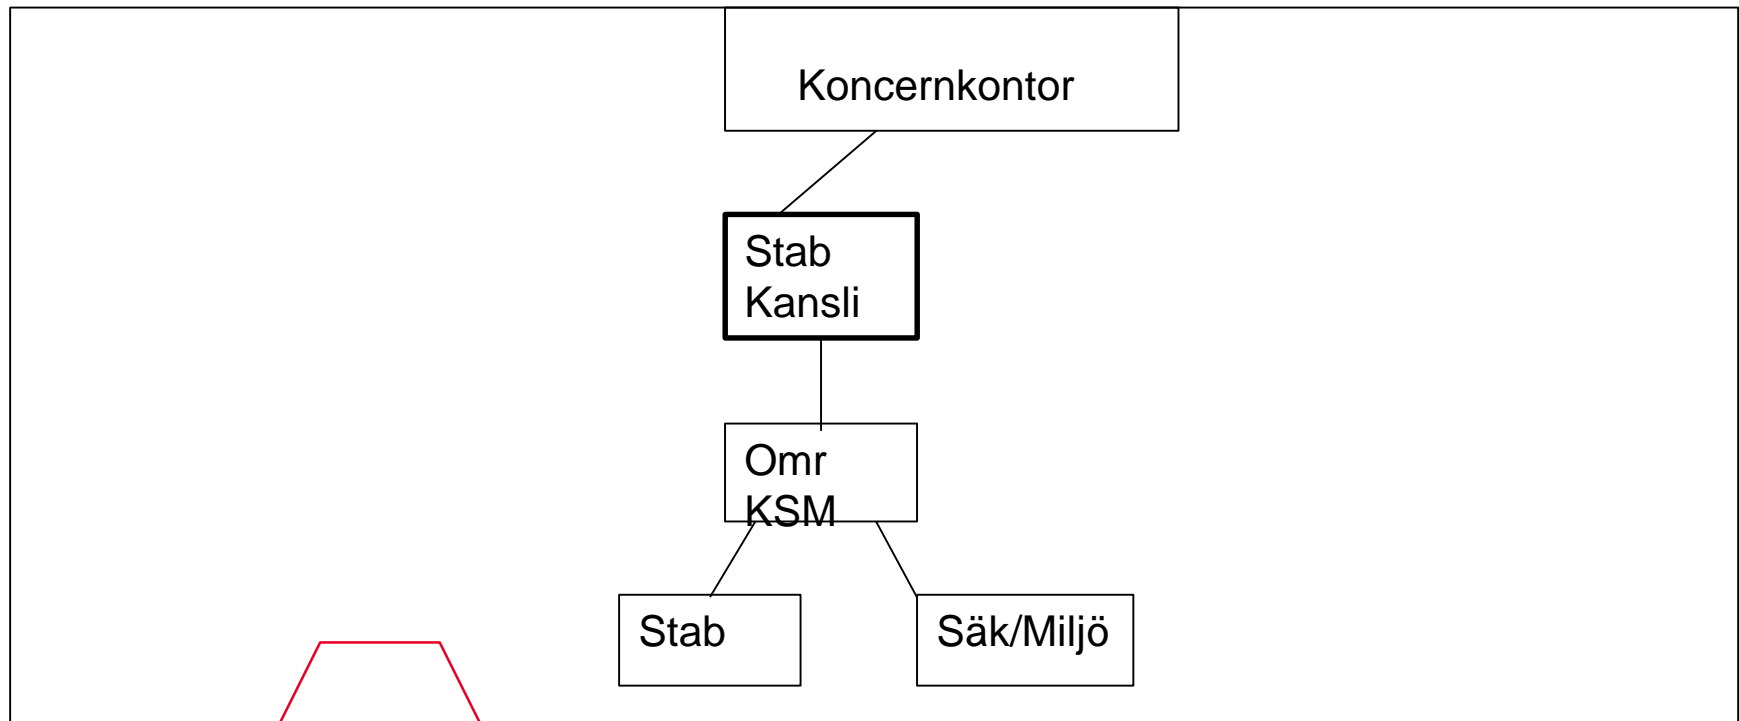 Koncernkontor
Stab
Kansli
Omr
KSM
Stab
Säk/Miljö